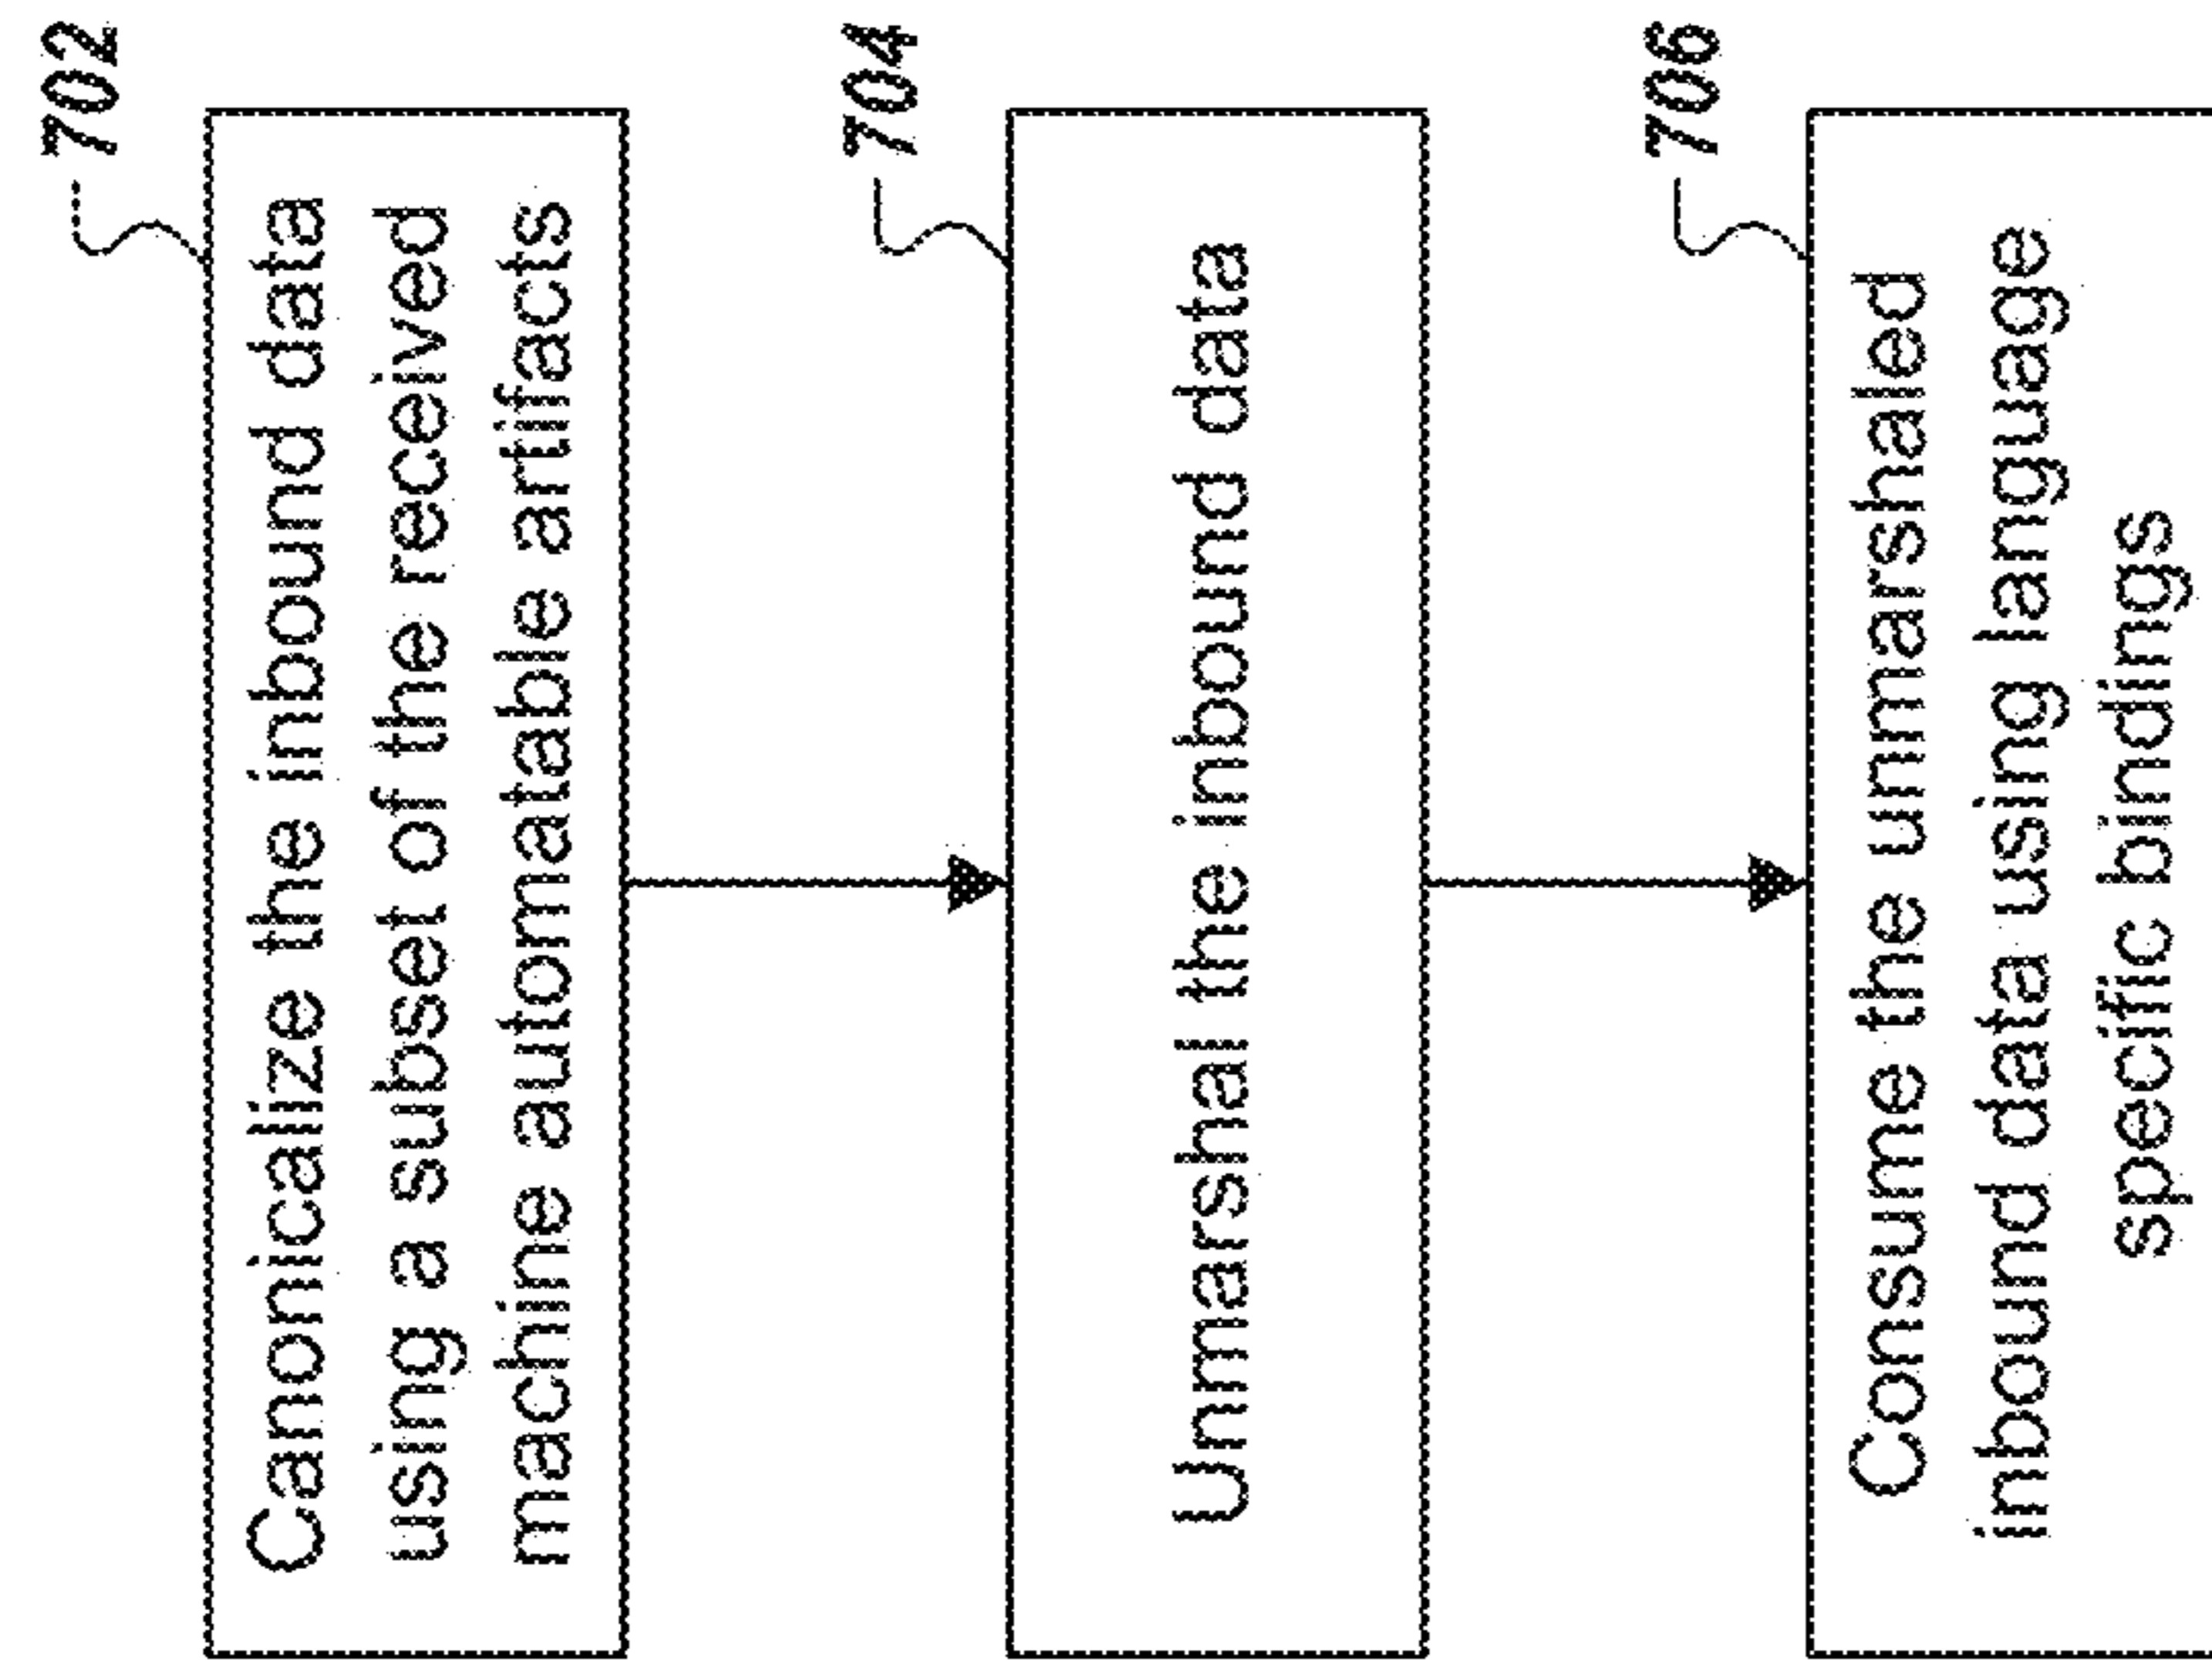 702
Canonicalize the inbound data
using a subset of the received
machine automatable artifacts
704
Unmarshal the inbound data
706
Consume the unmarshaled
inbound data using language
specific bindings